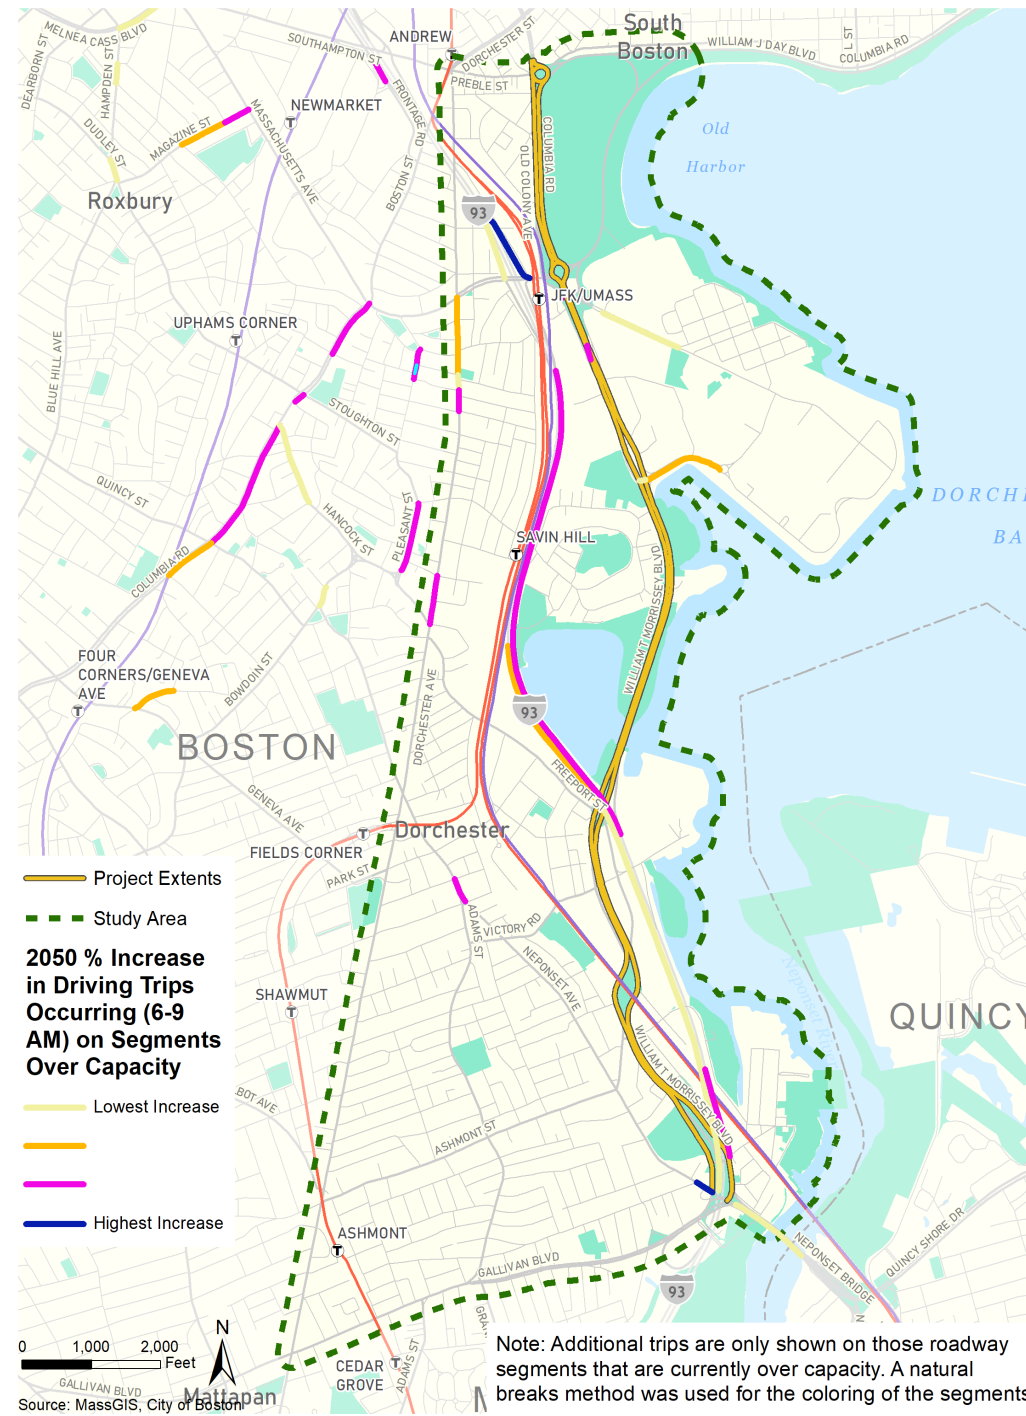 South
Boston
ANDREW
DORCHESTER ST
WILLIAM J DAY BLVD
L ST
COLUMBIA RD
MELNEA CASS BLVD
SOUTHAMPTON ST
DEARBORN ST
HAMPDEN ST
PREBLE ST
FRONTAGE RD
NEWMARKET
MAGAZINE ST
MASSACHUSETTS AVE
DUDLEY ST
BOSTON ST
OLD COLONY AVE
COLUMBIA RD
Old
Harbor
Roxbury
93
JFK/UMASS
UPHAMS CORNER
BLUE HILL AVE
STOUGHTON ST
QUINCY ST
HANCOCK ST
PLEASANT ST
DORCHE
BA
SAVIN HILL
COLUMBIA RD
WILLIAM T MORRISSEY BLVD
FOUR
CORNERS/GENEVA
AVE
BOWDOIN ST
DORCHESTER AVE
93
BOSTON
FREEPORT ST
GENEVA AVE
Dorchester
FIELDS CORNER
PARK ST
ADAMS ST
VICTORY RD
NEPONSET AVE
Neponset River
SHAWMUT
QUINCY
WILLIAM T MORRISSEY BLVD
BOT AVE
ASHMONT ST
ASHMONT
GALLIVAN BLVD
NEPONSET BRIDGE
QUINCY SHORE DR
93
GRAN
CEDAR
GROVE
ADAMS ST
GALLIVAN BLVD
Mattapan
N
Project Extents
Study Area
2050 % Increase
in Driving Trips
Occurring (6-9
AM) on Segments
Over Capacity
Lowest Increase
Highest Increase
N
0 1,000 2,000
Feet
Source: MassGIS, City of Boston
Note: Additional trips are only shown on those roadway
segments that are currently over capacity. A natural
breaks method was used for the coloring of the segments